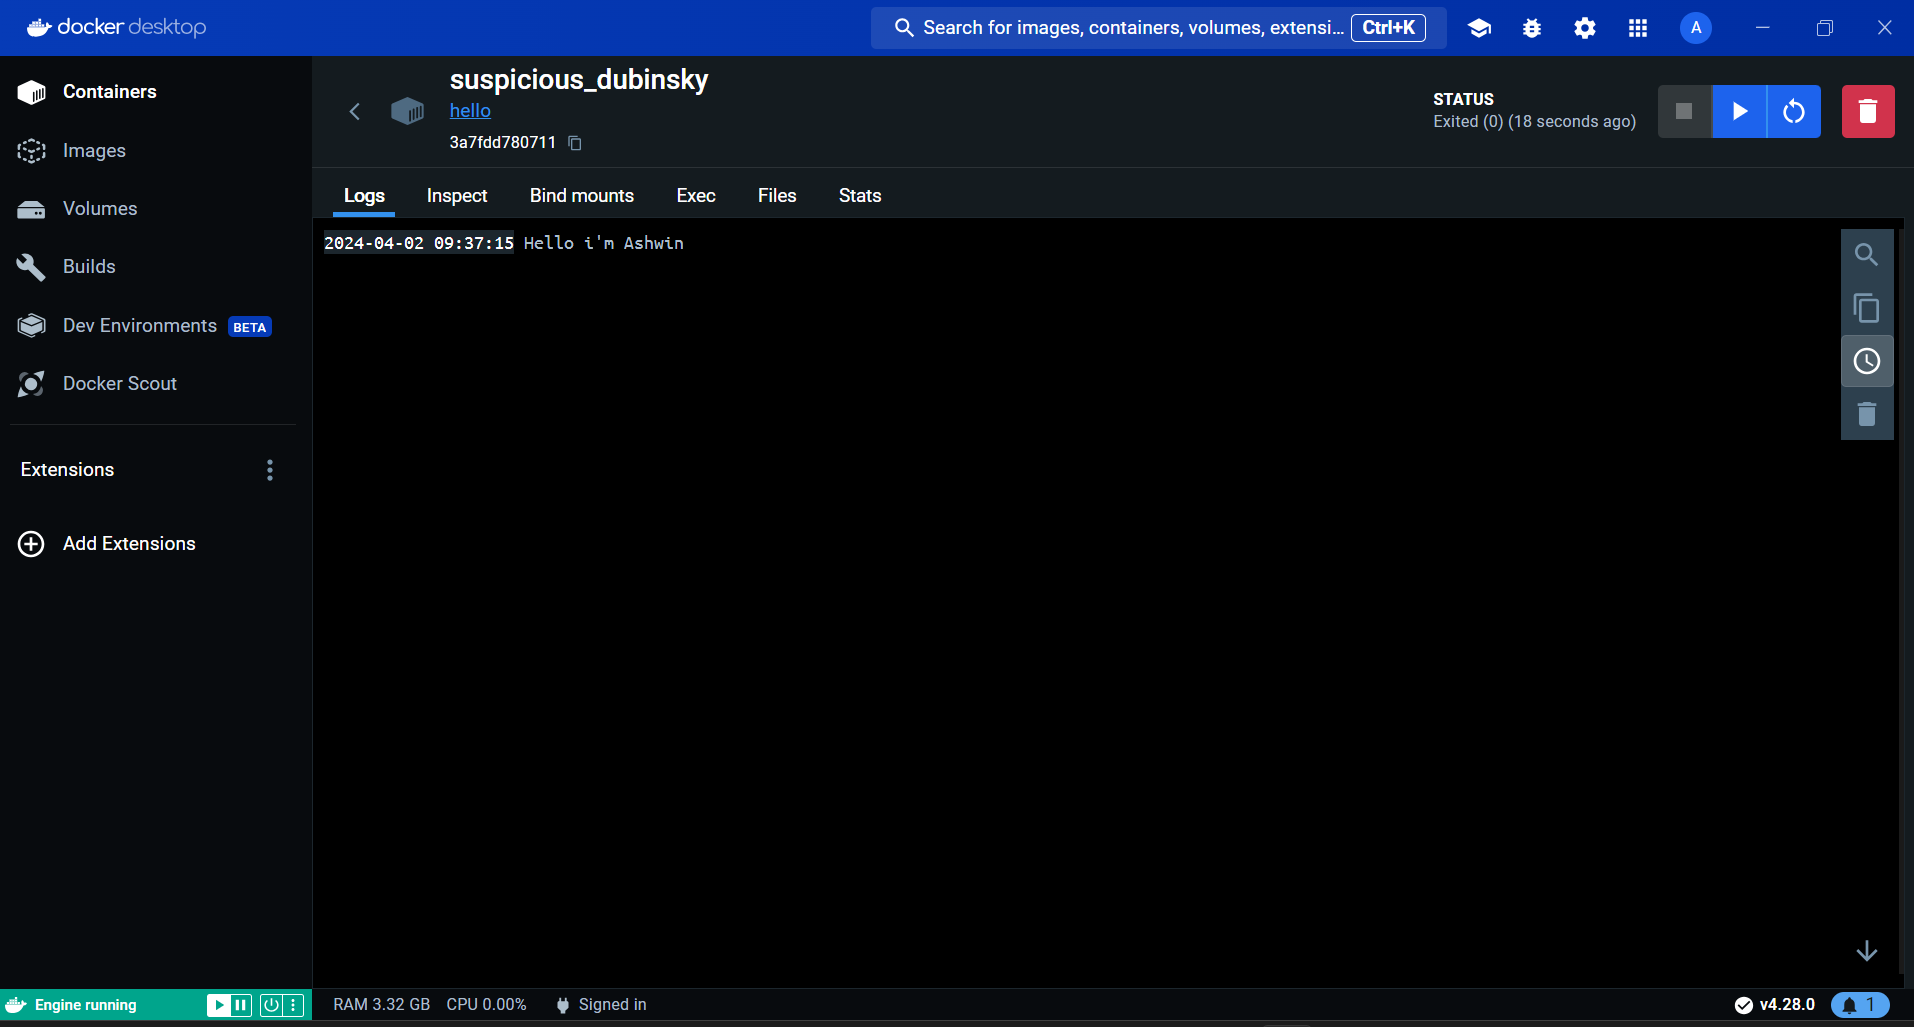 docker desktop
Search for images, containers, volumes, extensi... Ctrl+K
A
Containers
Images
Volumes
Builds
Dev Environments BETA
Docker Scout
Extensions
Add Extensions
suspicious_dubinsky
hello
3a7fdd780711
STATUS
Exited (0) (18 seconds ago)
Logs Inspect Bind mounts Exec Files Stats
2024-04-02 09:37:15 Hello i'm Ashwin
Engine running
RAM 3.32 GB CPU 0.00% Signed in
v4.28.0 1